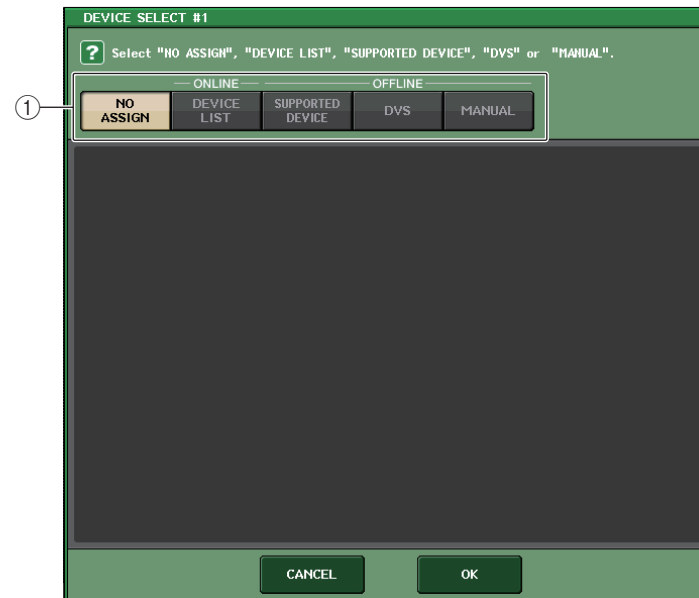 DEVICE SELECT #1
? Select "NO ASSIGN", "DEVICE LIST", "SUPPORTED DEVICE", "DVS" or "MANUAL".
ONLINE OFFLINE
1
NO ASSIGN
DEVICE LIST
SUPPORTED DEVICE
DVS
MANUAL
CANCEL OK